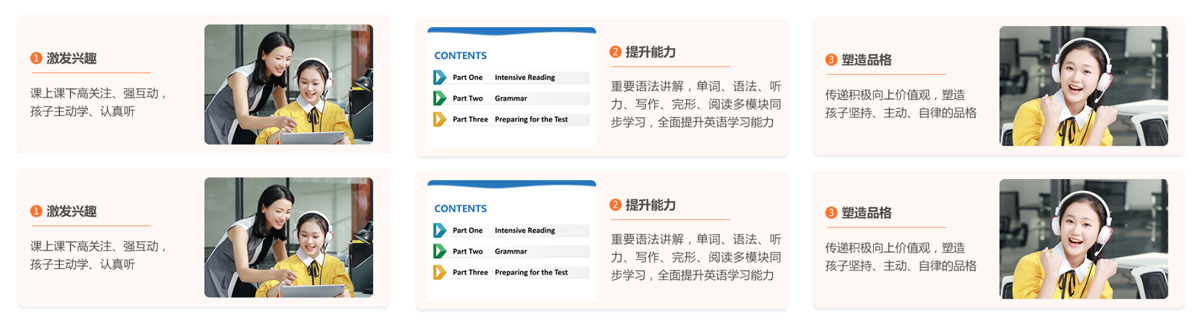 1 激发兴趣
课上课下高关注、强互动，
孩子主动学、认真听
CONTENTS
Part One Intensive Reading
Part Two Grammar
Part Three Preparing for the Test
2 提升能力
重要语法讲解，单词、语法、听
力、写作、完形、阅读多模块同
步学习，全面提升英语学习能力
3 塑造品格
传递积极向上价值观，塑造
孩子坚持、主动、自律的品格
1 激发兴趣
课上课下高关注、强互动，
孩子主动学、认真听
CONTENTS
Part One Intensive Reading
Part Two Grammar
Part Three Preparing for the Test
2 提升能力
重要语法讲解，单词、语法、听
力、写作、完形、阅读多模块同
步学习，全面提升英语学习能力
3 塑造品格
传递积极向上价值观，塑造
孩子坚持、主动、自律的品格